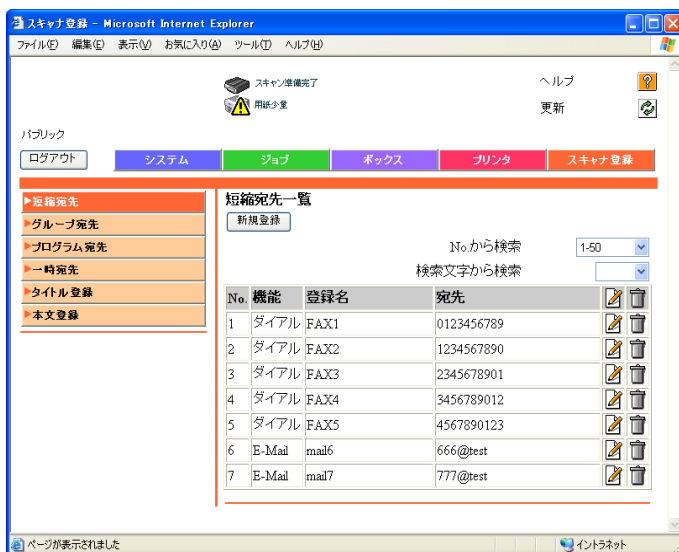 スキャナ登録 - Microsoft Internet Explorer
ファイル(F) 編集(E) 表示(V) お気に入り(A) ツール(T) ヘルプ(H)
スキャン準備完了
ヘルプ
用紙少量
更新
パブリック
ログアウト システム ジョブ ボックス プリンタ スキャナ登録
短縮宛先
グループ宛先
プログラム宛先
一時宛先
タイトル登録
本文登録
短縮宛先一覧
新規登録
No.から検索 1-50
検索文字から検索
No. 機能 登録名 宛先
1 ダイアル FAX1 0123456789
2 ダイアル FAX2 1234567890
3 ダイアル FAX3 2345678901
4 ダイアル FAX4 3456789012
5 ダイアル FAX5 4567890123
6 E-Mail mail6 666@test
7 E-Mail mail7 777@test
ページが表示されました イントラネット